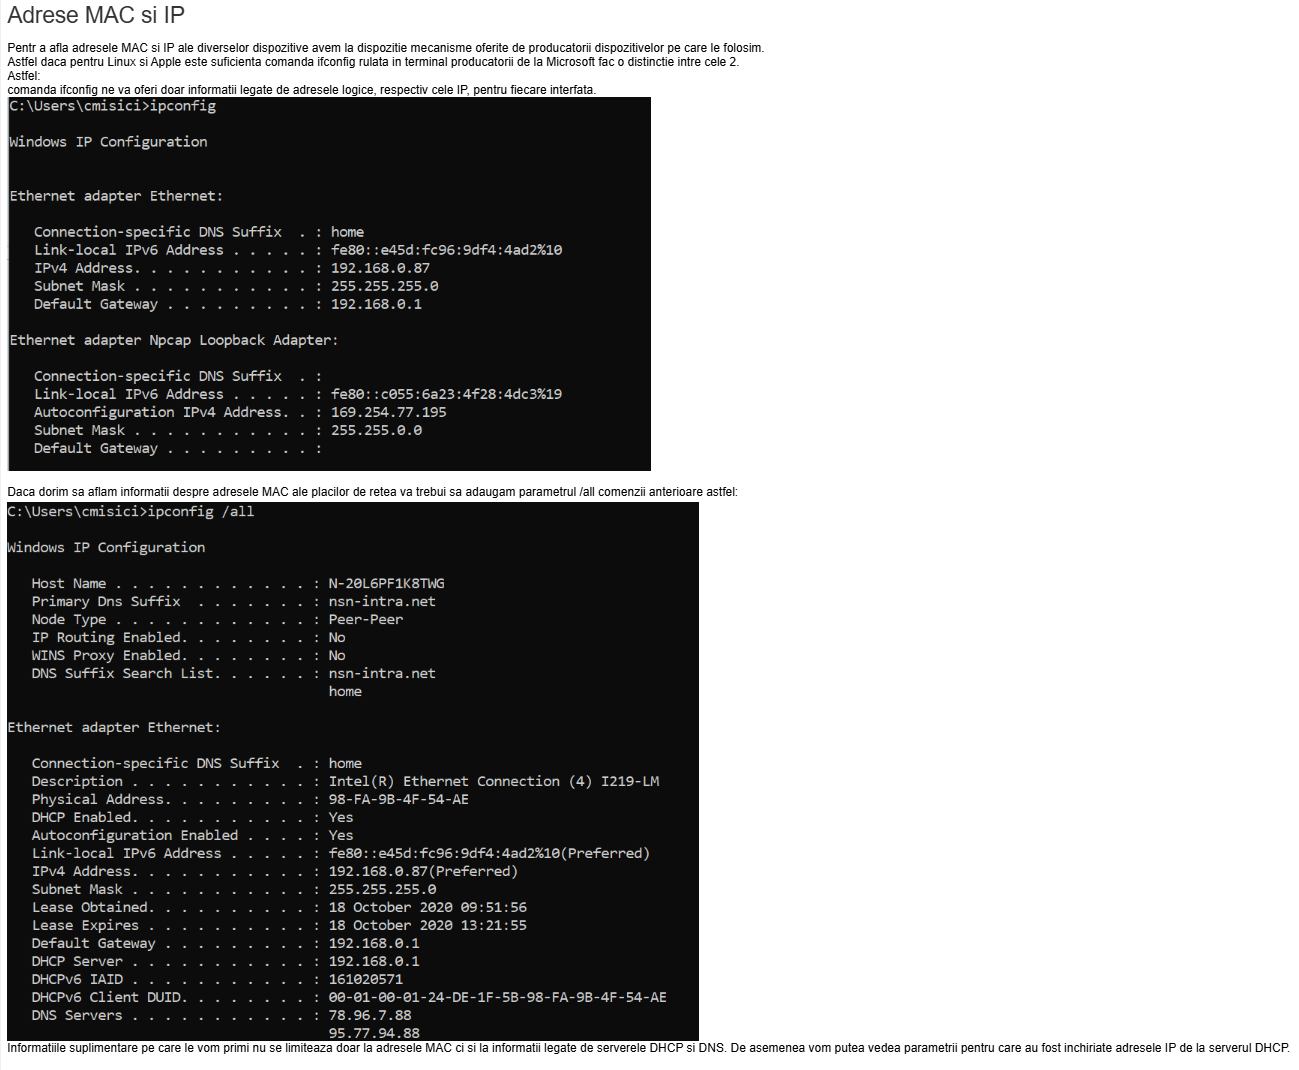 Adrese MAC si IP
Pentr a afla adresele MAC si IP ale diverselor dispozitive avem la dispozitie mecanisme oferite de producatorii dispozitivelor pe care le folosim.
Astfel daca pentru Linux si Apple este suficienta comanda ifconfig rulata in terminal producatorii de la Microsoft fac o distinctie intre cele 2.
Astfel:
comanda ifconfig ne va oferi doar informatii legate de adresele logice, respectiv cele IP, pentru fiecare interfata.
C:\Users\cmisici>ipconfig
Windows IP Configuration
Ethernet adapter Ethernet:
Connection-specific DNS Suffix  . : home
Link-local IPv6 Address . . . . . : fe80::e45d:fc96:9df4:4ad2%10
IPv4 Address. . . . . . . . . . . : 192.168.0.87
Subnet Mask . . . . . . . . . . . : 255.255.255.0
Default Gateway . . . . . . . . . : 192.168.0.1
Ethernet adapter Npcap Loopback Adapter:
Connection-specific DNS Suffix  . :
Link-local IPv6 Address . . . . . : fe80::c055:6a23:4f28:4dc3%19
Autoconfiguration IPv4 Address. . : 169.254.77.195
Subnet Mask . . . . . . . . . . . : 255.255.0.0
Default Gateway . . . . . . . . . :
Daca dorim sa aflam informatii despre adresele MAC ale placilor de retea va trebui sa adaugam parametrul /all comenzii anterioare astfel:
C:\Users\cmisici>ipconfig /all
Windows IP Configuration
Host Name . . . . . . . . . . . . : N-20L6PF1K8TWG
Primary Dns Suffix  . . . . . . . : nsn-intra.net
Node Type . . . . . . . . . . . . : Peer-Peer
IP Routing Enabled. . . . . . . . : No
WINS Proxy Enabled. . . . . . . . : No
DNS Suffix Search List. . . . . . : nsn-intra.net
home
Ethernet adapter Ethernet:
Connection-specific DNS Suffix  . : home
Description . . . . . . . . . . . : Intel(R) Ethernet Connection (4) I219-LM
Physical Address. . . . . . . . . : 98-FA-9B-4F-54-AE
DHCP Enabled. . . . . . . . . . . : Yes
Autoconfiguration Enabled . . . . : Yes
Link-local IPv6 Address . . . . . : fe80::e45d:fc96:9df4:4ad2%10(Preferred)
IPv4 Address. . . . . . . . . . . : 192.168.0.87(Preferred)
Subnet Mask . . . . . . . . . . . : 255.255.255.0
Lease Obtained. . . . . . . . . . : 18 October 2020 09:51:56
Lease Expires . . . . . . . . . . : 18 October 2020 13:21:55
Default Gateway . . . . . . . . . : 192.168.0.1
DHCP Server . . . . . . . . . . . : 192.168.0.1
DHCPv6 IAID . . . . . . . . . . . : 161020571
DHCPv6 Client DUID. . . . . . . . : 00-01-00-01-24-DE-1F-5B-98-FA-9B-4F-54-AE
DNS Servers . . . . . . . . . . . : 78.96.7.88
95.77.94.88
Informatiile suplimentare pe care le vom primi nu se limiteaza doar la adresele MAC ci si la informatii legate de serverele DHCP si DNS. De asemenea vom putea vedea parametrii pentru care au fost inchiriate adresele IP de la serverul DHCP.